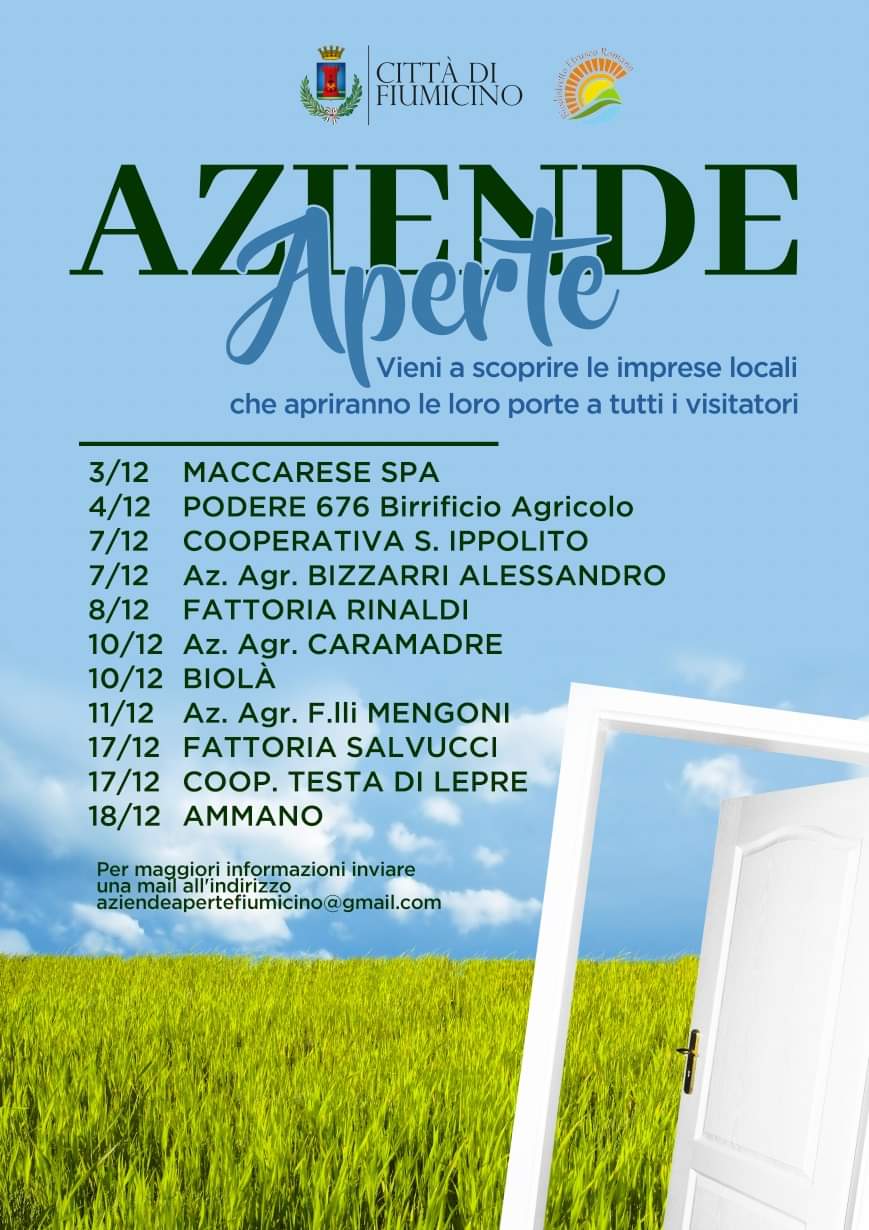 CITTÀ DI
FIUMICINO
Biodistretto Etrusco Romano
AZIENDE
Aperte
Vieni a scoprire le imprese locali
che apriranno le loro porte a tutti i visitatori
3/12 MACCARESE SPA
4/12 PODERE 676 Birrificio Agricolo
7/12 COOPERATIVA S. IPPOLITO
7/12 Az. Agr. BIZZARRI ALESSANDRO
8/12 FATTORIA RINALDI
10/12 Az. Agr. CARAMADRE
10/12 BIOLÀ
11/12 Az. Agr. F.lli MENGONI
17/12 FATTORIA SALVUCCI
17/12 COOP. TESTA DI LEPRE
18/12 AMMANO
Per maggiori informazioni inviare
una mail all'indirizzo
aziendeapertefiumicino@gmail.com